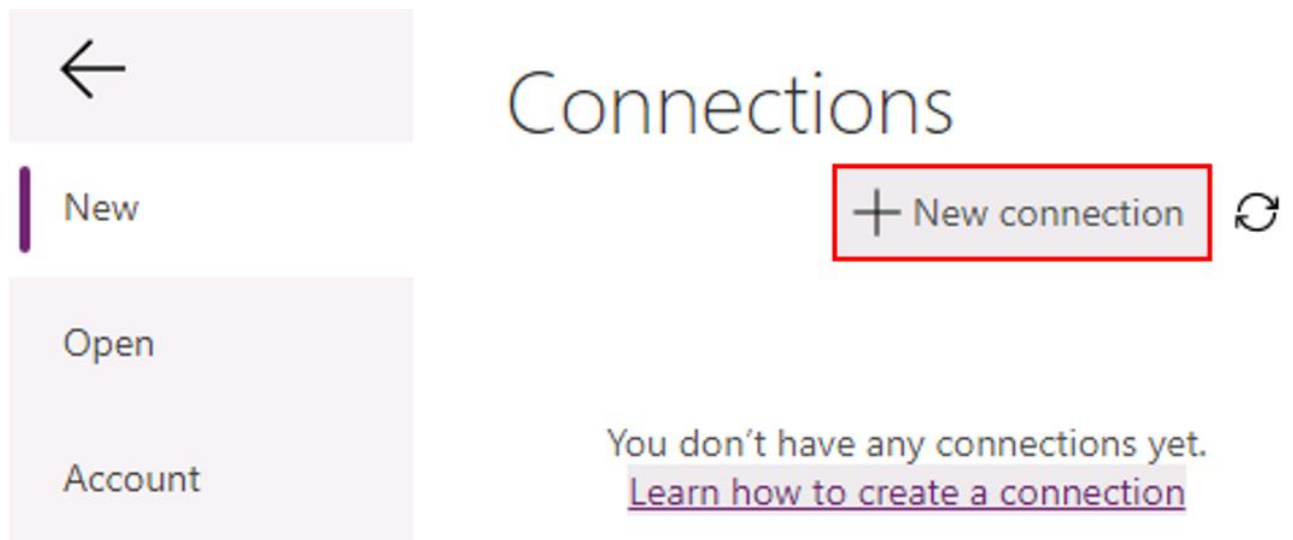 Connections
New
New connection
Open
You don't have any connections yet.
Account
Learn how to create a connection